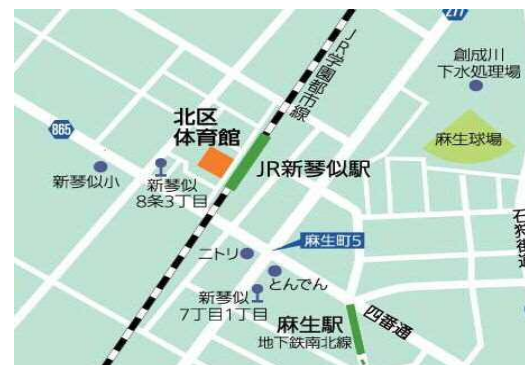 277
創成川
下水処理場
JR学園都市線
北区
体育館
麻生球場
865
新琴似小
新琴似
8条3丁目
JR新琴似駅
石狩街道
麻生町5
ニトリ
とんでん
新琴似
7丁目1丁目
麻生駅
地下鉄南北線
四番通